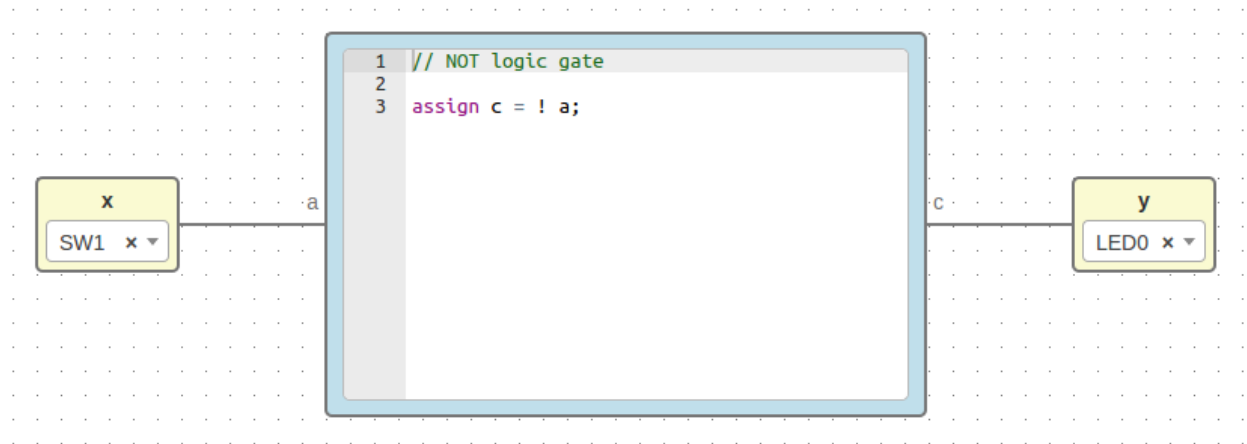 1 // NOT logic gate
2
3 assign c = ! a;
x
SW1 × ▾
a
c
y
LED0 × ▾